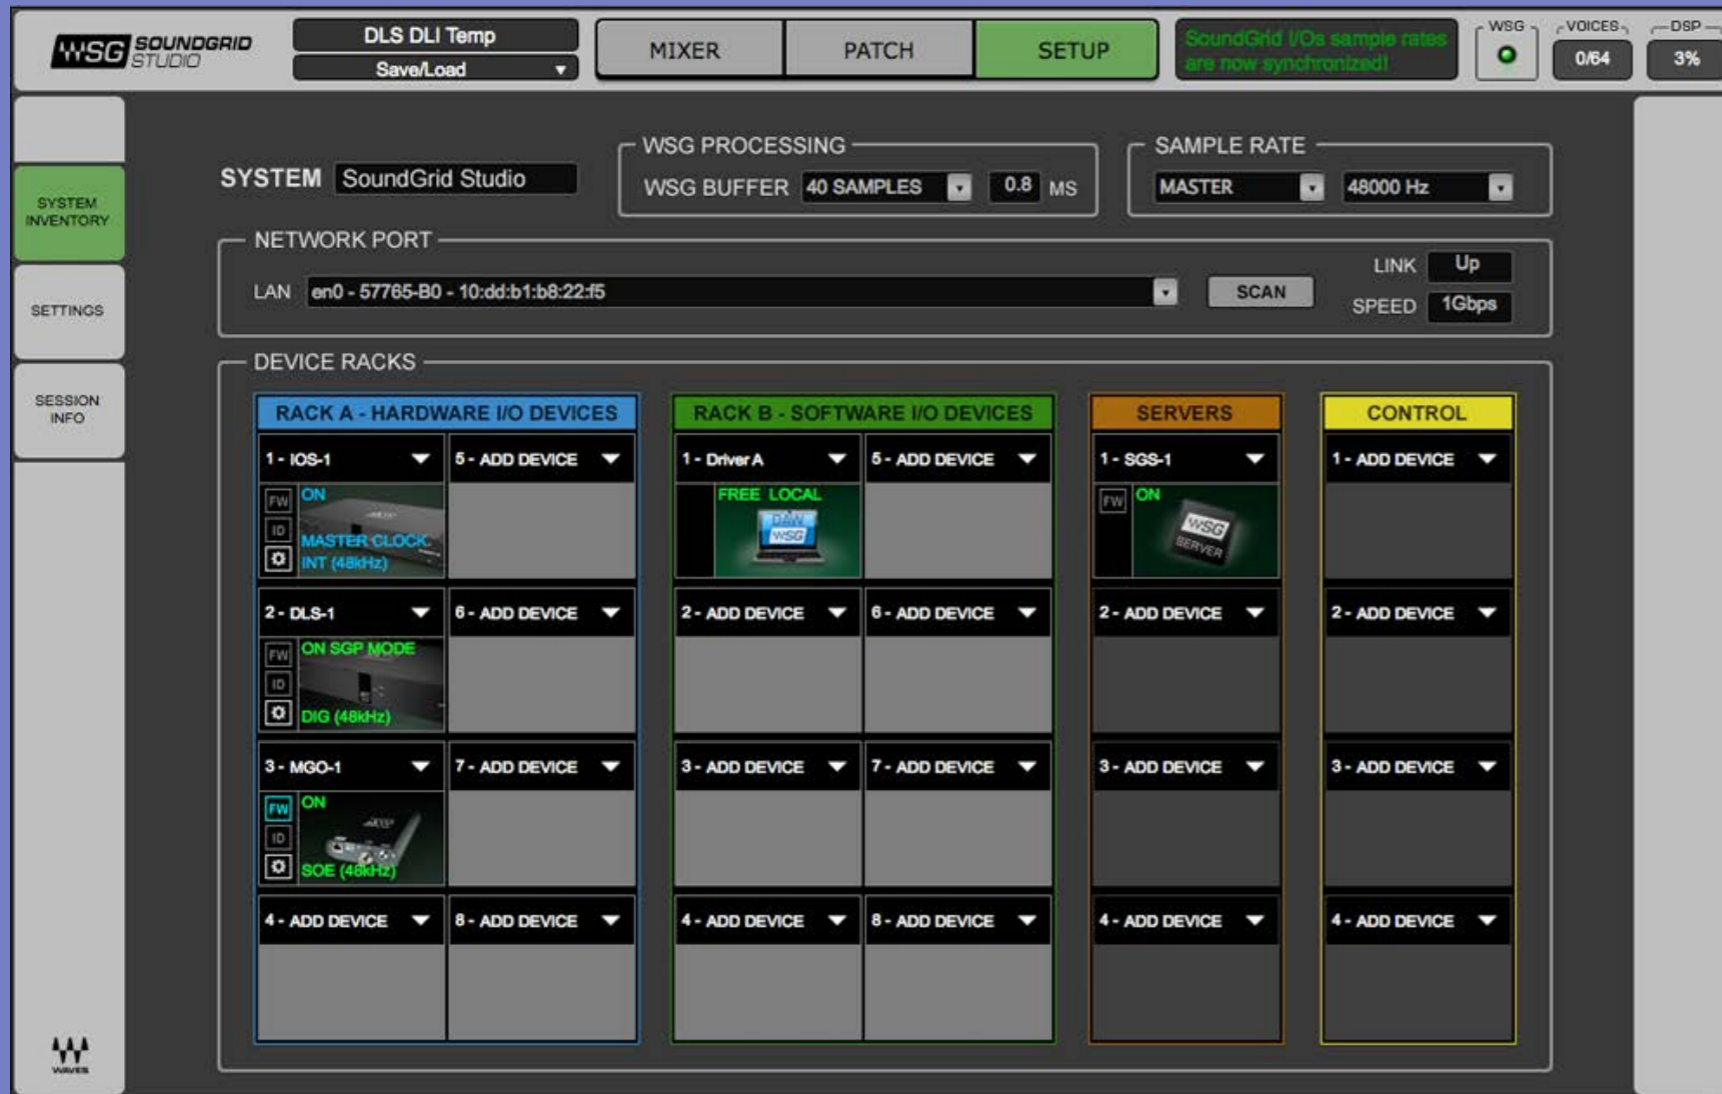 WSG SOUNDGRID STUDIO
DLS DLI Temp
Save/Load
MIXER
PATCH
SETUP
SoundGrid I/Os sample rates
are now synchronized!
WSG
VOICES
0/64
DSP
3%
SYSTEM
INVENTORY
SETTINGS
SESSION
INFO
SYSTEM SoundGrid Studio
WSG PROCESSING
WSG BUFFER 40 SAMPLES 0.8 MS
SAMPLE RATE
MASTER 48000 Hz
NETWORK PORT
LAN en0 - 57765-B0 - 10:dd:b1:b8:22:f5
SCAN
LINK Up
SPEED 1Gbps
DEVICE RACKS
RACK A - HARDWARE I/O DEVICES
1 - IOS-1
5 - ADD DEVICE
FW ON
ID MASTER CLOCK
INT (48kHz)
2 - DLS-1
6 - ADD DEVICE
FW ON SGP MODE
ID
DIG (48kHz)
3 - MGO-1
7 - ADD DEVICE
FW ON
ID
SOE (48kHz)
4 - ADD DEVICE
8 - ADD DEVICE
RACK B - SOFTWARE I/O DEVICES
1 - Driver A
5 - ADD DEVICE
FREE LOCAL
DAW
WSG
2 - ADD DEVICE
6 - ADD DEVICE
3 - ADD DEVICE
7 - ADD DEVICE
4 - ADD DEVICE
8 - ADD DEVICE
SERVERS
1 - SGS-1
FW ON
WSG
SERVER
2 - ADD DEVICE
3 - ADD DEVICE
4 - ADD DEVICE
CONTROL
1 - ADD DEVICE
2 - ADD DEVICE
3 - ADD DEVICE
4 - ADD DEVICE
WAVES